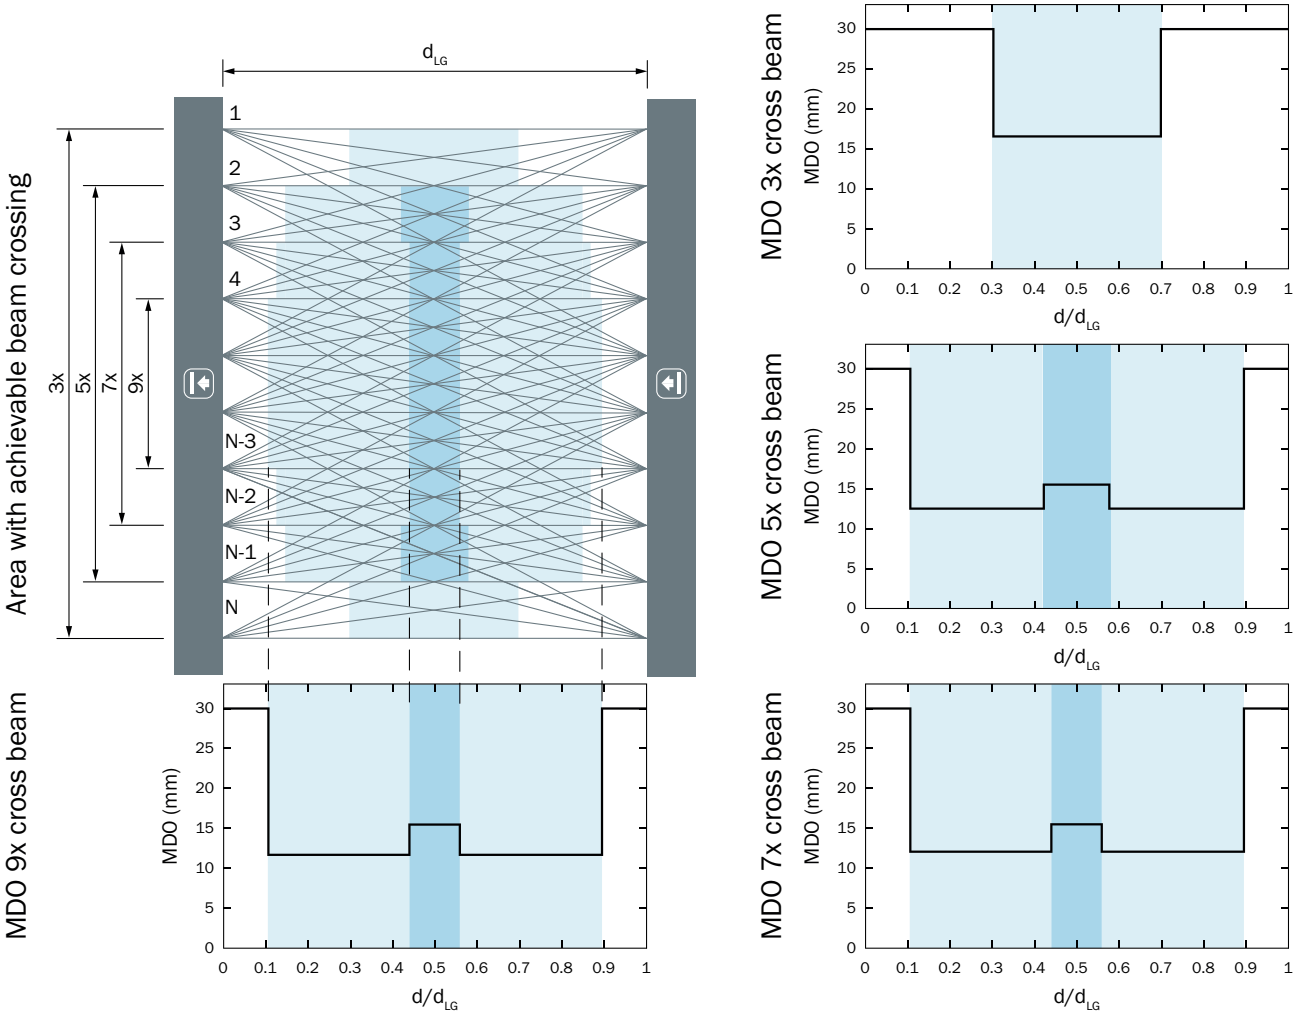 d_LG
1
2
3
4
N-3
N-2
N-1
N
Area with achievable beam crossing
3x
5x
7x
9x
MDO 3x cross beam
MDO (mm)
30
25
20
15
10
5
0
0 0.1 0.2 0.3 0.4 0.5 0.6 0.7 0.8 0.9 1
d/d_LG
MDO 5x cross beam
MDO (mm)
30
25
20
15
10
5
0
0 0.1 0.2 0.3 0.4 0.5 0.6 0.7 0.8 0.9 1
d/d_LG
MDO 9x cross beam
MDO (mm)
30
25
20
15
10
5
0
0 0.1 0.2 0.3 0.4 0.5 0.6 0.7 0.8 0.9 1
d/d_LG
MDO 7x cross beam
MDO (mm)
30
25
20
15
10
5
0
0 0.1 0.2 0.3 0.4 0.5 0.6 0.7 0.8 0.9 1
d/d_LG